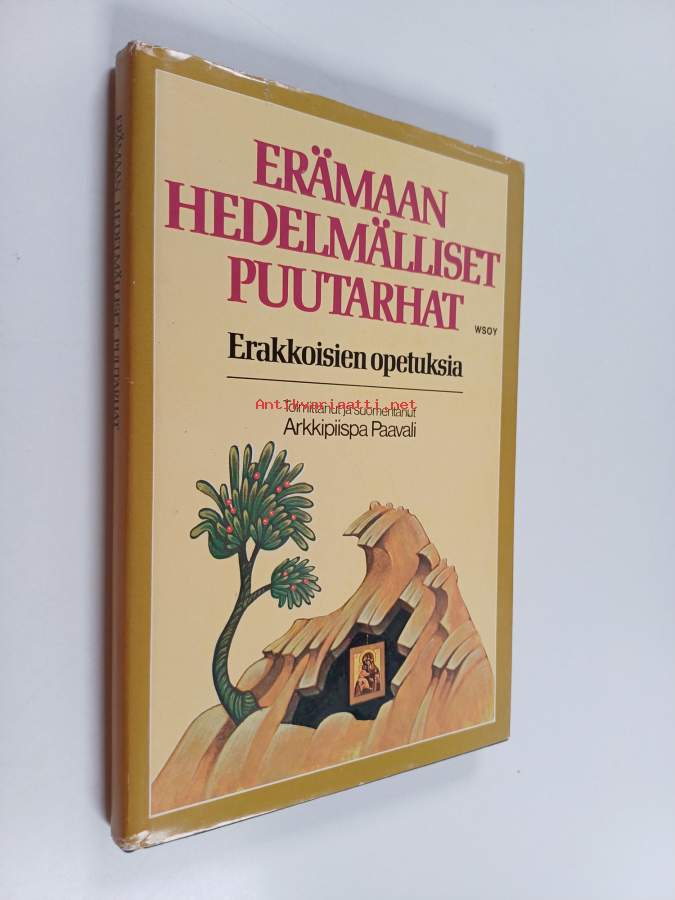 ERÄMAAN HEDELMÄLLISET PUUTARHAT
ERÄMAAN
HEDELMÄLLISET
PUUTARHAT
WSOY
Erakkoisien opetuksia
Antikvariaatti.net
Toimittanut ja suomentanut
Arkkipiispa Paavali